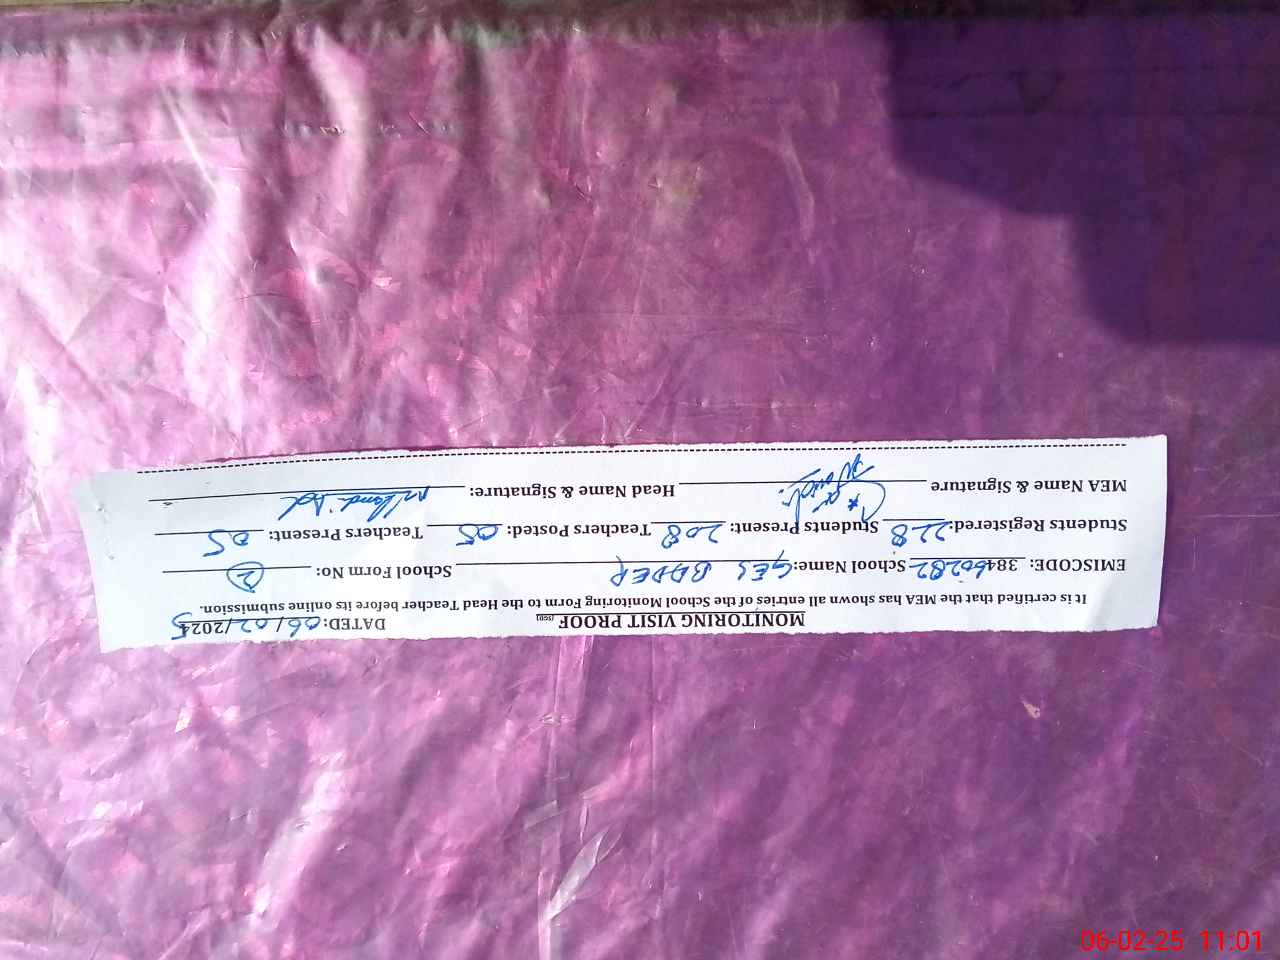 MONITORING VISIT PROOF DATED: 06/02/2025
It is certified that the MEA has shown all entries of the School Monitoring Form to the Head Teacher before its online submission.
EMISCODE: School Name: GES School Form No: 2
Students Registered: 228 Students Present: 208 Teachers Posted: 05 Teachers Present: 05
MEA Name & Signature Head Name & Signature:
06-02-25 11:01